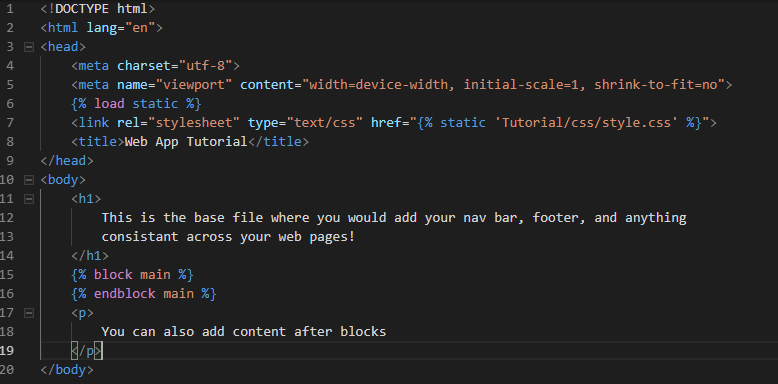 1 <!DOCTYPE html>
2 <html lang="en">
3 <head>
4     <meta charset="utf-8">
5     <meta name="viewport" content="width=device-width, initial-scale=1, shrink-to-fit=no">
6     {% load static %}
7     <link rel="stylesheet" type="text/css" href="{% static 'Tutorial/css/style.css' %}">
8     <title>Web App Tutorial</title>
9 </head>
10 <body>
11     <h1>
12         This is the base file where you would add your nav bar, footer, and anything
13         consistant across your web pages!
14     </h1>
15     {% block main %}
16     {% endblock main %}
17     <p>
18         You can also add content after blocks
19     </p>
20 </body>